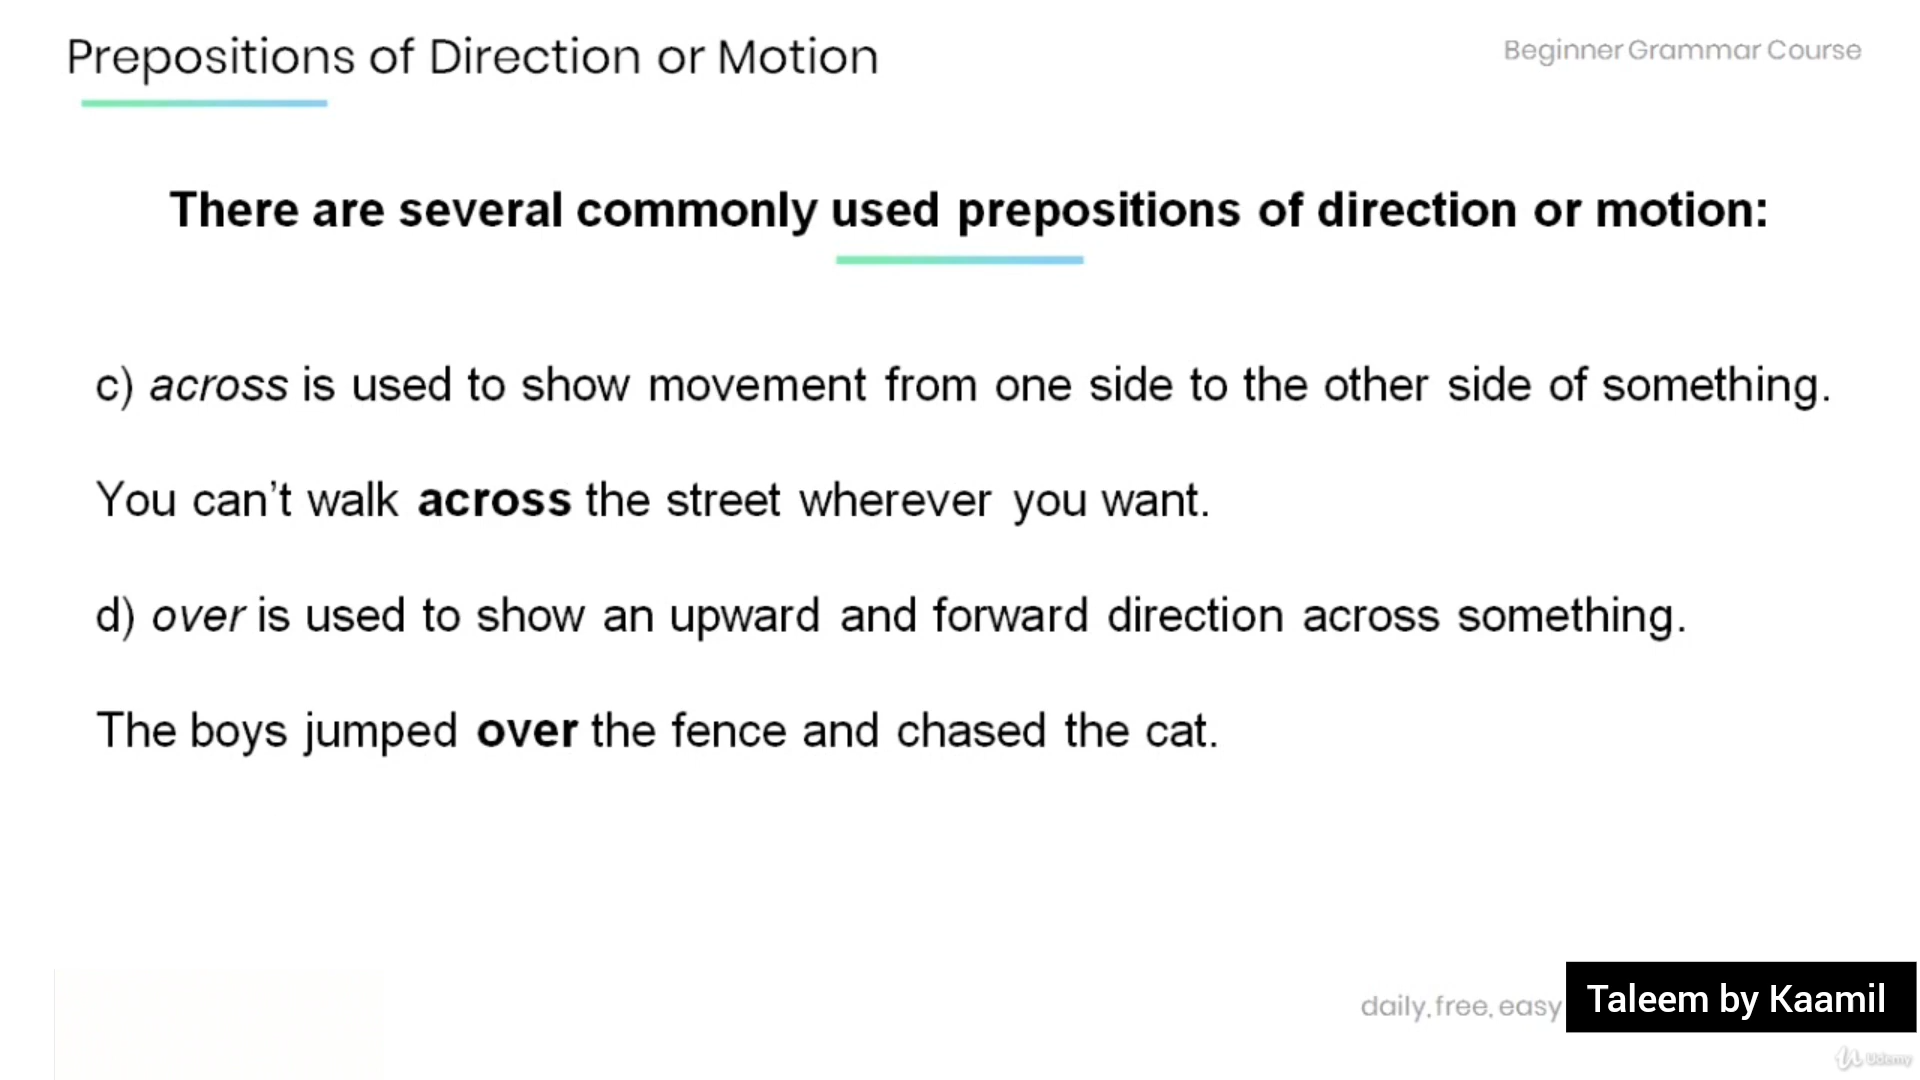 Prepositions of Direction or Motion
Beginner Grammar Course
There are several commonly used prepositions of direction or motion:
c) across is used to show movement from one side to the other side of something.
You can't walk across the street wherever you want.
d) over is used to show an upward and forward direction across something.
The boys jumped over the fence and chased the cat.
daily, free, easy
Taleem by Kaamil
Udemy